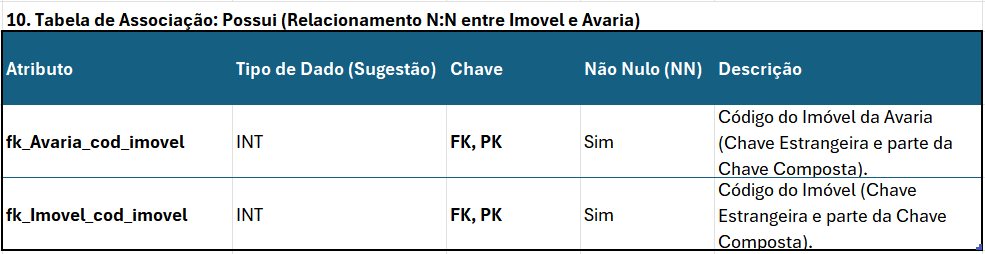 10. Tabela de Associação: Possui (Relacionamento N:N entre Imovel e Avaria)
Atributo Tipo de Dado (Sugestão) Chave Não Nulo (NN) Descrição
fk_Avaria_cod_imovel INT FK, PK Sim Código do Imóvel da Avaria
(Chave Estrangeira e parte da
Chave Composta).
fk_Imovel_cod_imovel INT FK, PK Sim Código do Imóvel (Chave
Estrangeira e parte da Chave
Composta).